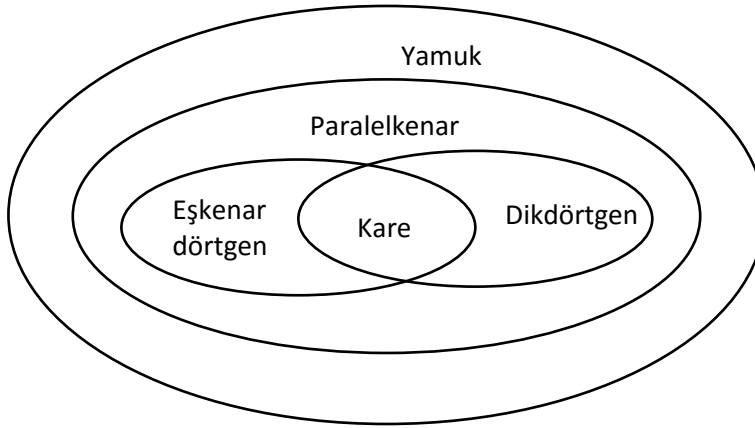 Yamuk
Paralelkenar
Eşkenar
dörtgen
Kare
Dikdörtgen